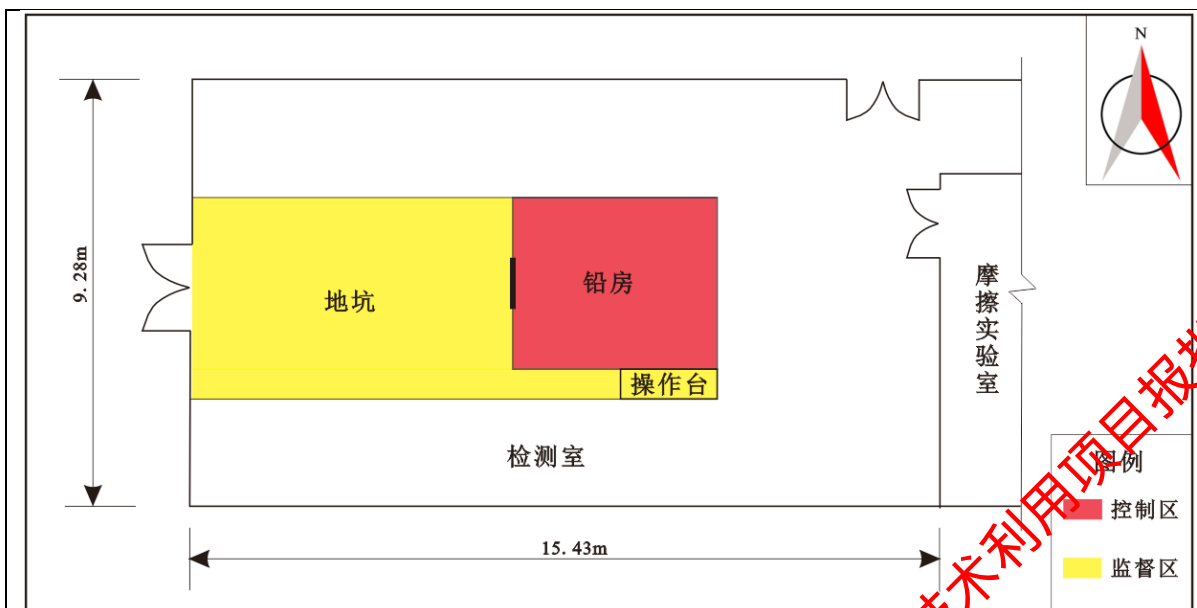 N
9.28m
地坑
铅房
操作台
摩擦实验室
检测室
15.43m
图例
控制区
监督区
术利用项目报